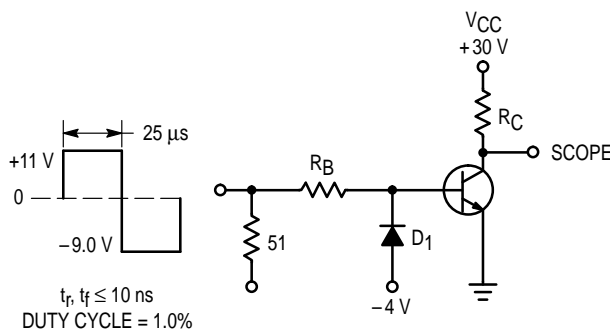 V_CC
+30 V
25 µs
R_C
SCOPE
+11 V
R_B
0
51
D_1
−9.0 V
−4 V
t_r, t_f ≤ 10 ns
DUTY CYCLE = 1.0%